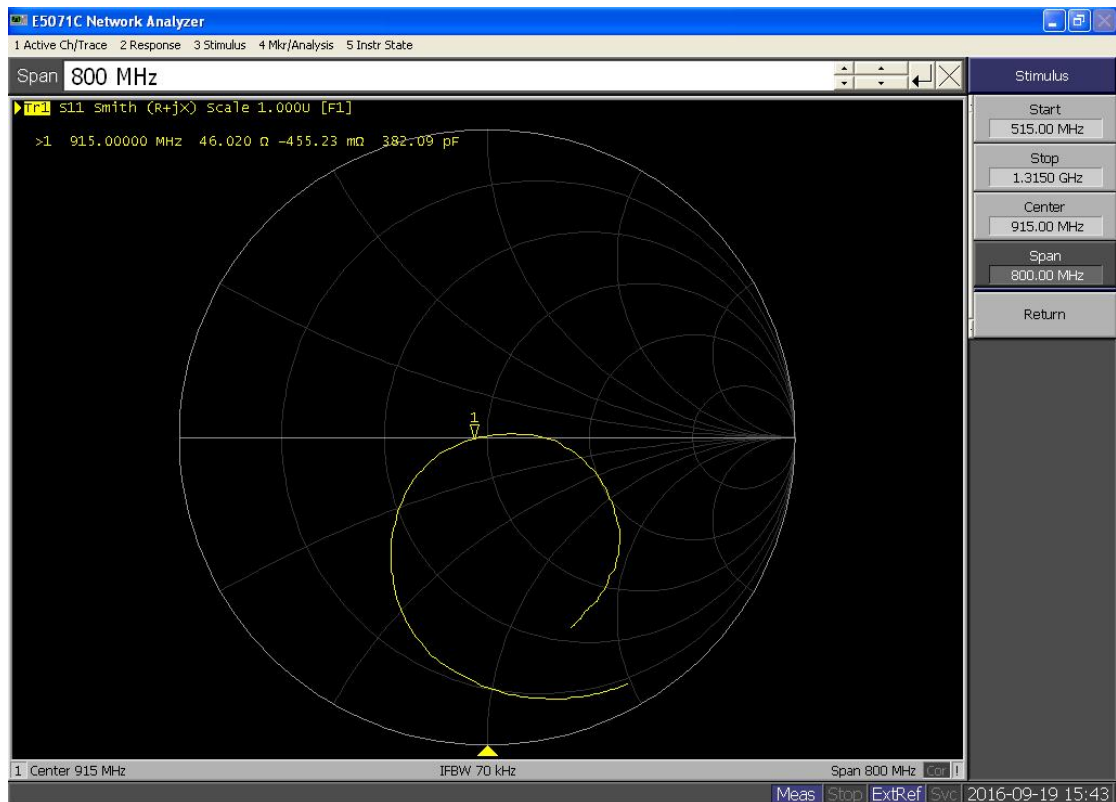 E5071C Network Analyzer
1 Active Ch/Trace 2 Response 3 Stimulus 4 Mkr/Analysis 5 Instr State
Span 800 MHz
Stimulus
Tr1 S11 Smith (R+jX) Scale 1.000U [F1]
>1 915.00000 MHz 46.020 Ω -455.23 mΩ 382.09 pF
Start
515.00 MHz
Stop
1.3150 GHz
Center
915.00 MHz
Span
800.00 MHz
Return
1
1 Center 915 MHz IFBW 70 kHz Span 800 MHz Cor !
Meas Stop ExtRef Svc 2016-09-19 15:43